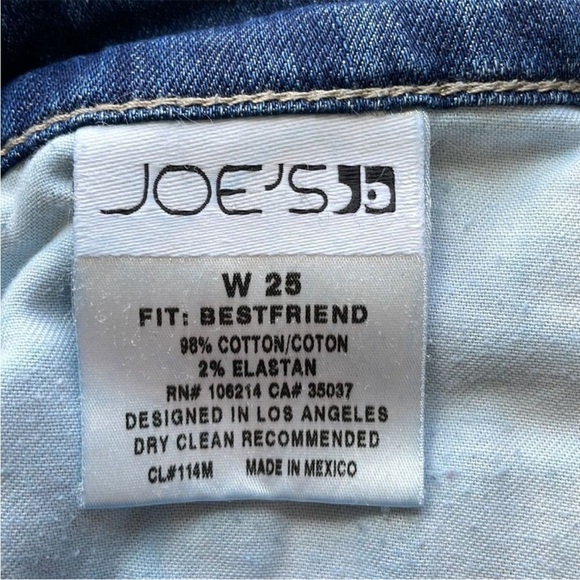 JOE'S
W 25
FIT: BESTFRIEND
98% COTTON/COTON
2% ELASTAN
RN# 106214 CA# 35037
DESIGNED IN LOS ANGELES
DRY CLEAN RECOMMENDED
CL#114M MADE IN MEXICO